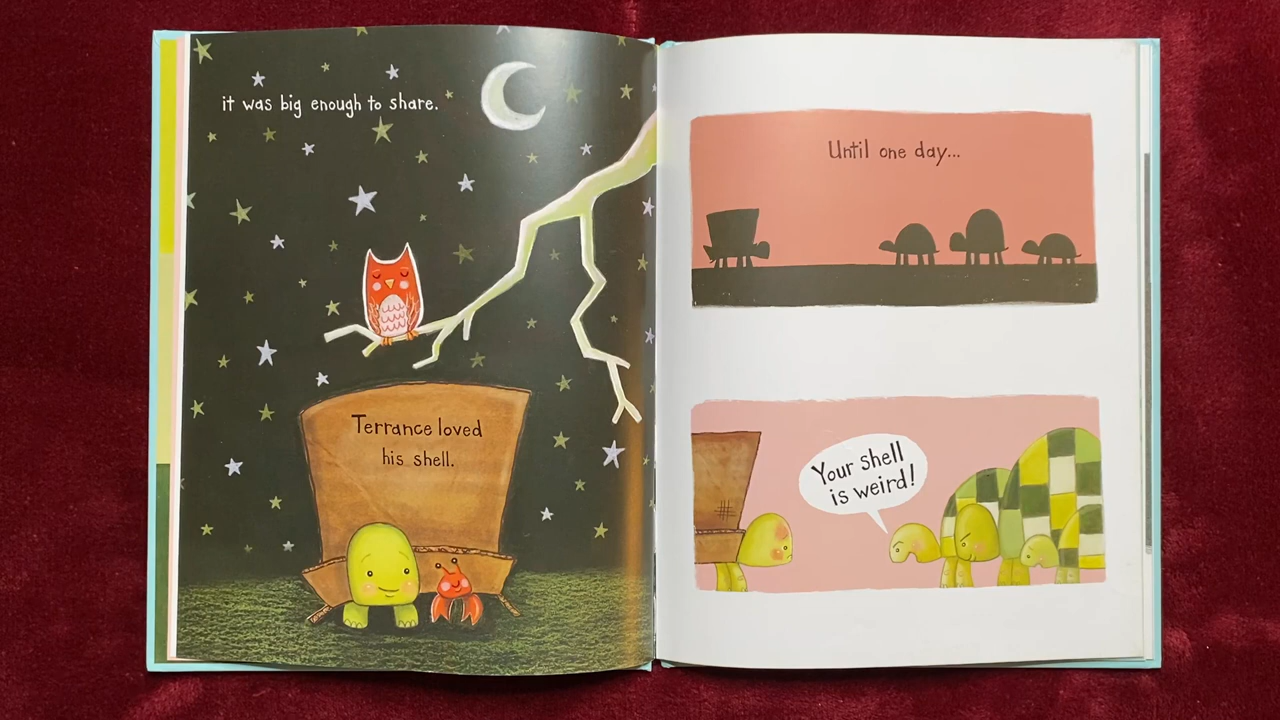 it was big enough to share.
Terrance loved
his shell.
Until one day...
Your shell
is weird!